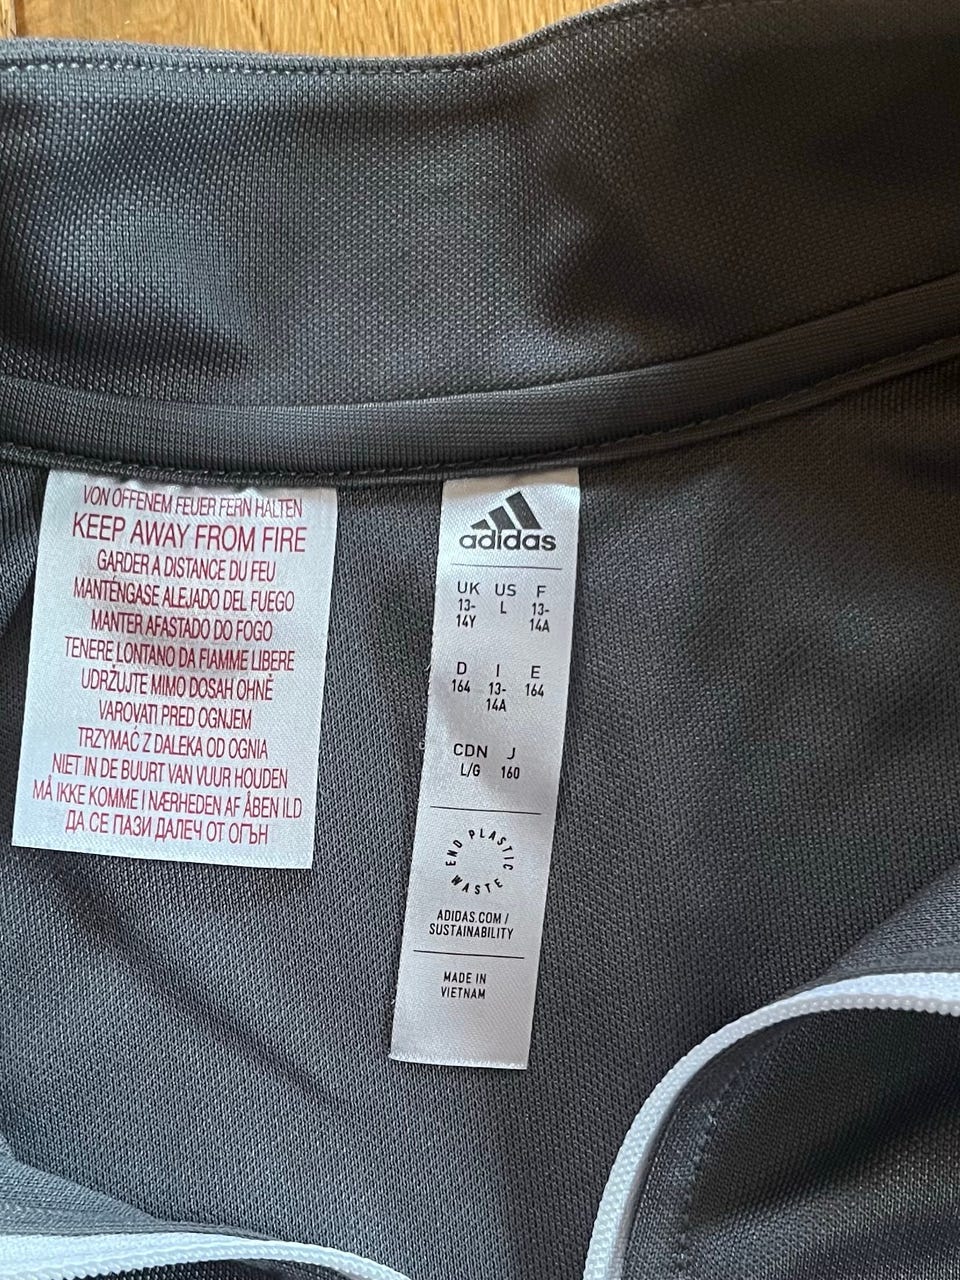 VON OFFENEM FEUER FERN HALTEN
KEEP AWAY FROM FIRE
GARDER A DISTANCE DU FEU
MANTÉNGASE ALEJADO DEL FUEGO
MANTER AFASTADO DO FOGO
TENERE LONTANO DA FIAMME LIBERE
UDRŽUJTE MIMO DOSAH OHNĚ
VAROVATI PRED OGNJEM
TRZYMAĆ Z DALEKA OD OGNIA
NIET IN DE BUURT VAN VUUR HOUDEN
MÅ IKKE KOMME I NÆRHEDEN AF ÅBEN ILD
ДА СЕ ПАЗИ ДАЛЕЧ ОТ ОГЪН
adidas
UK US F
13- L 13-
14Y 14A
D I E
164 13- 164
14A
CDN J
L/G 160
END PLASTIC WASTE
ADIDAS.COM /
SUSTAINABILITY
MADE IN
VIETNAM